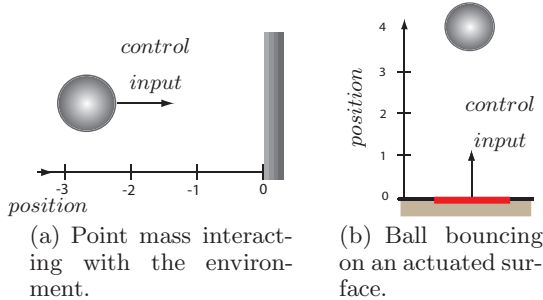 control
input
-3
-2
-1
0
position
(a) Point mass interact-
ing with the environ-
ment.
4
3
2
1
0
position
control
input
(b) Ball bouncing
on an actuated sur-
face.